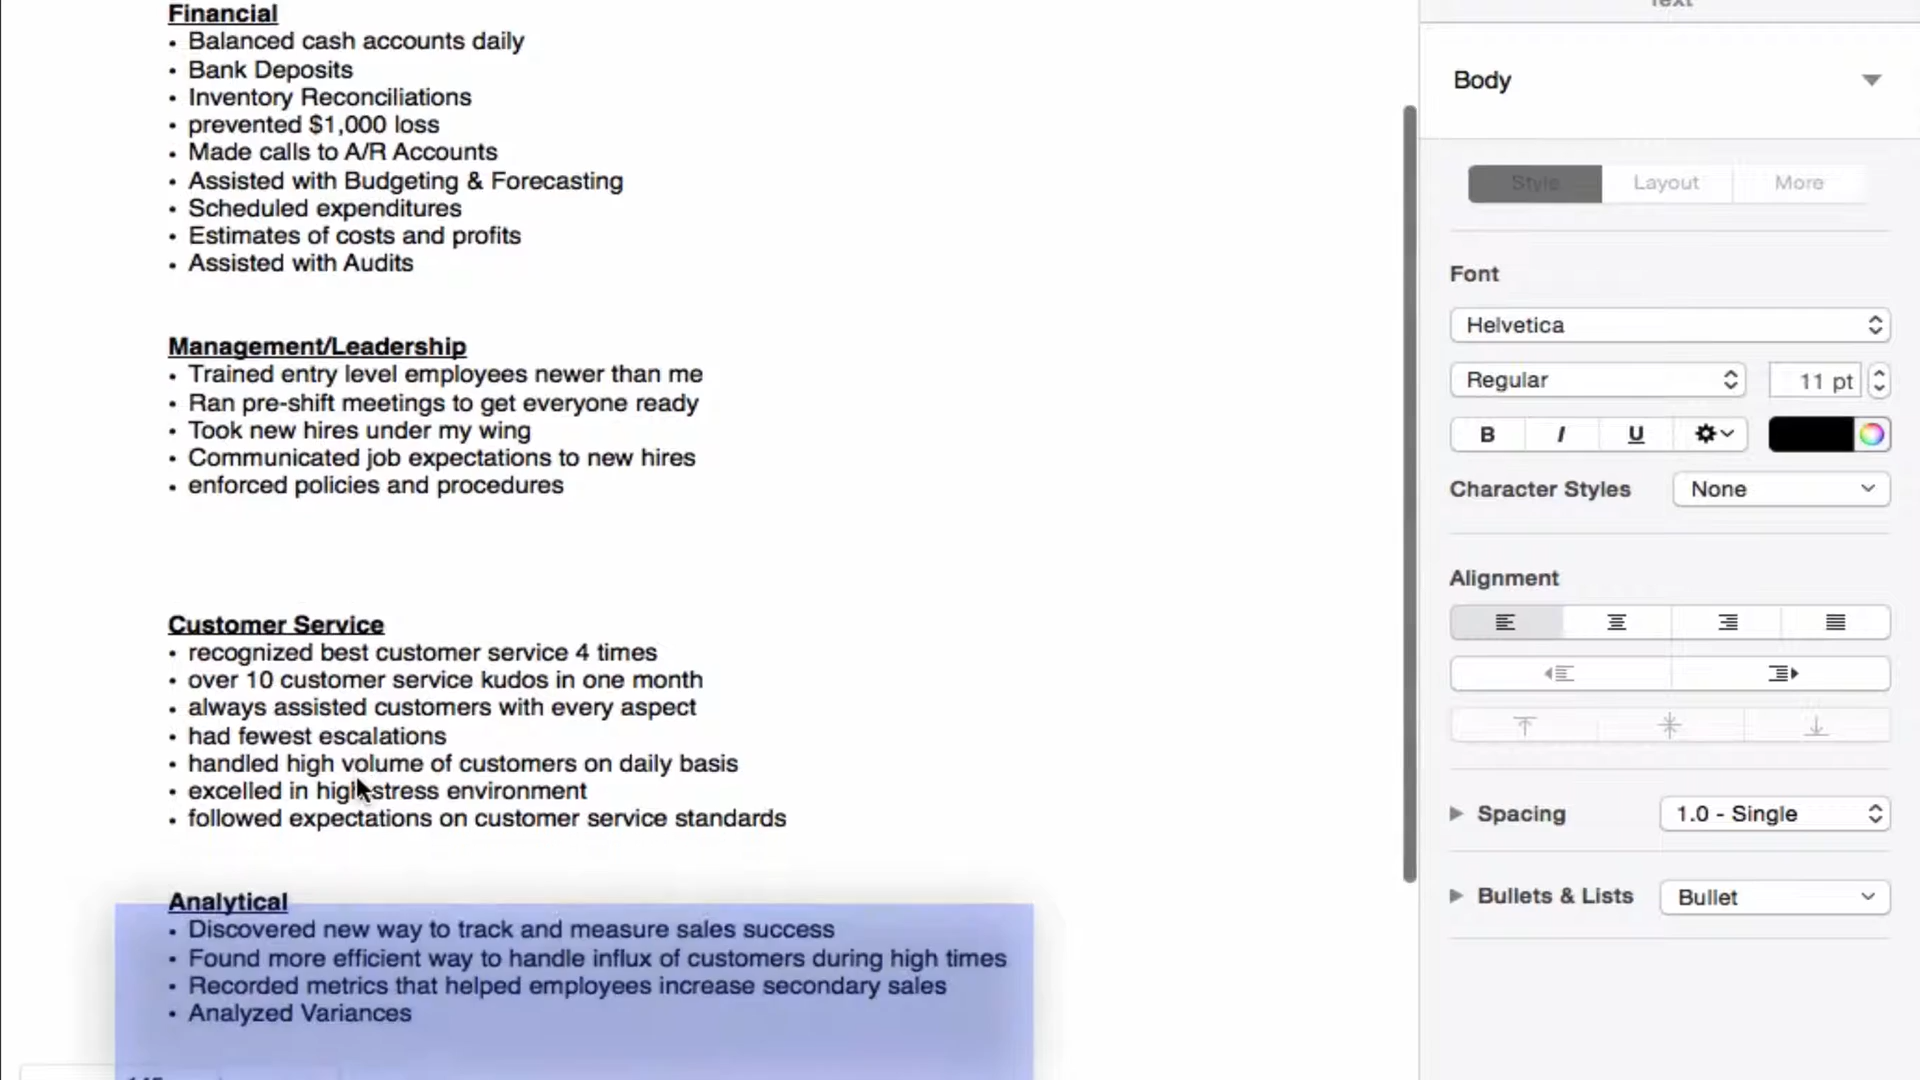 Financial
• Balanced cash accounts daily
• Bank Deposits
• Inventory Reconciliations
• prevented $1,000 loss
• Made calls to A/R Accounts
• Assisted with Budgeting & Forecasting
• Scheduled expenditures
• Estimates of costs and profits
• Assisted with Audits
Management/Leadership
• Trained entry level employees newer than me
• Ran pre-shift meetings to get everyone ready
• Took new hires under my wing
• Communicated job expectations to new hires
• enforced policies and procedures
Customer Service
• recognized best customer service 4 times
• over 10 customer service kudos in one month
• always assisted customers with every aspect
• had fewest escalations
• handled high volume of customers on daily basis
• excelled in high stress environment
• followed expectations on customer service standards
Analytical
• Discovered new way to track and measure sales success
• Found more efficient way to handle influx of customers during high times
• Recorded metrics that helped employees increase secondary sales
• Analyzed Variances
Text
Body
Style Layout More
Font
Helvetica
Regular 11 pt
B I U
Character Styles None
Alignment
Spacing 1.0 - Single
Bullets & Lists Bullet